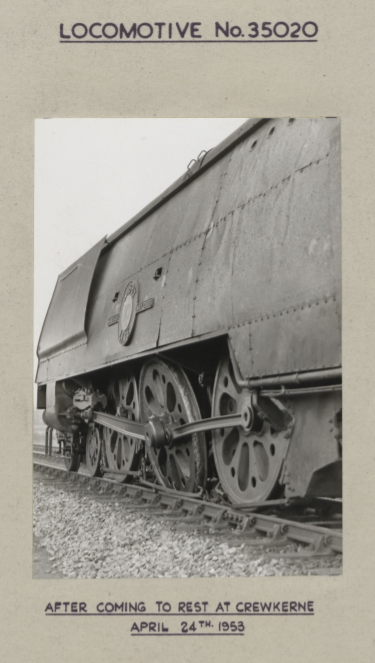 LOCOMOTIVE No.35020
AFTER COMING TO REST AT CREWKERNE
APRIL 24TH. 1953